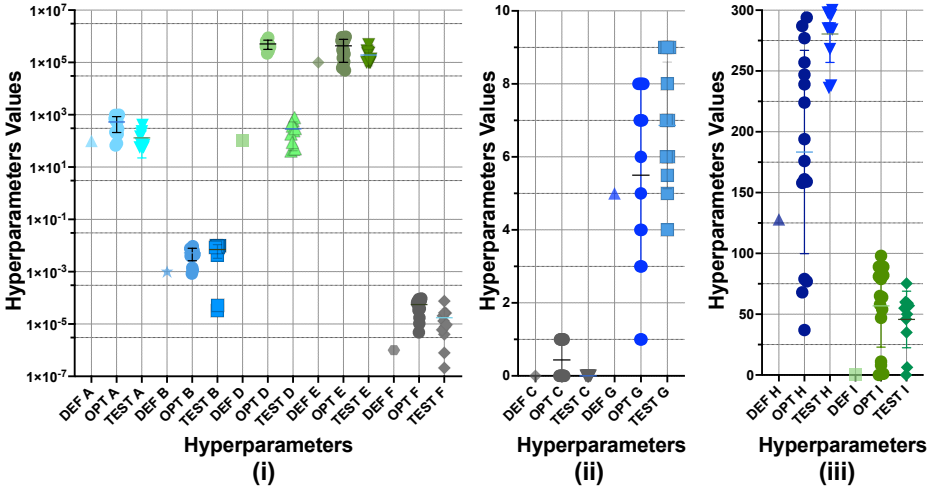 Hyperparameters Values
1×10^7
1×10^5
1×10^3
1×10^1
1×10^-1
1×10^-3
1×10^-5
1×10^-7
DEF A
OPT A
TEST A
DEF B
OPT B
TEST B
DEF D
OPT D
TEST D
DEF E
OPT E
TEST E
DEF F
OPT F
TEST F
Hyperparameters
(i)
Hyperparameters Values
10
8
6
4
2
0
DEF C
OPT C
TEST C
DEF G
OPT G
TEST G
Hyperparameters
(ii)
Hyperparameters Values
300
250
200
150
100
50
0
DEF H
OPT H
TEST H
DEF I
OPT I
TEST I
Hyperparameters
(iii)